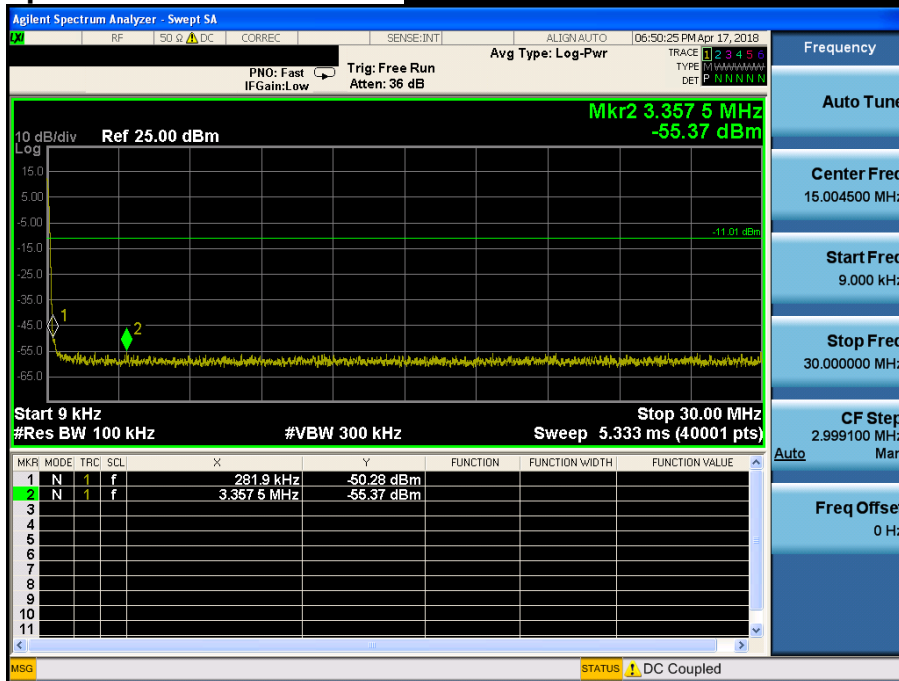 Agilent Spectrum Analyzer - Swept SA
LXI RF 50 Ω DC CORREC SENSE:INT ALIGN AUTO 06:50:25 PM Apr 17, 2018
Avg Type: Log-Pwr
TRACE 1 2 3 4 5 6
PNO: Fast Trig: Free Run TYPE M WWWWW
IFGain:Low Atten: 36 dB DET P N N N N N
Mkr2 3.357 5 MHz
10 dB/div Ref 25.00 dBm -55.37 dBm
Log
15.0
5.00
-5.00
-11.01 dBm
-15.0
-25.0
-35.0
1
-45.0
2
-55.0
-65.0
Start 9 kHz Stop 30.00 MHz
#Res BW 100 kHz #VBW 300 kHz Sweep 5.333 ms (40001 pts)
MKR MODE TRC SCL X Y FUNCTION FUNCTION WIDTH FUNCTION VALUE
1 N 1 f 281.9 kHz -50.28 dBm
2 N 1 f 3.357 5 MHz -55.37 dBm
3
4
5
6
7
8
9
10
11
MSG STATUS DC Coupled
Frequency
Auto Tune
Center Freq
15.004500 MHz
Start Freq
9.000 kHz
Stop Freq
30.000000 MHz
CF Step
2.999100 MHz
Auto Man
Freq Offset
0 Hz